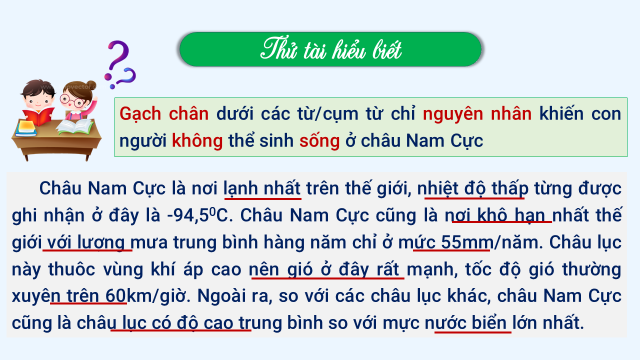 Thử tài hiểu biết
Gạch chân dưới các từ/cụm từ chỉ nguyên nhân khiến con
người không thể sinh sống ở châu Nam Cực
Châu Nam Cực là nơi lạnh nhất trên thế giới, nhiệt độ thấp từng được
ghi nhận ở đây là -94,5⁰C. Châu Nam Cực cũng là nơi khô hạn nhất thế
giới với lượng mưa trung bình hàng năm chỉ ở mức 55mm/năm. Châu lục
này thuôc vùng khí áp cao nên gió ở đây rất mạnh, tốc độ gió thường
xuyên trên 60km/giờ. Ngoài ra, so với các châu lục khác, châu Nam Cực
cũng là châu lục có độ cao trung bình so với mực nước biển lớn nhất.